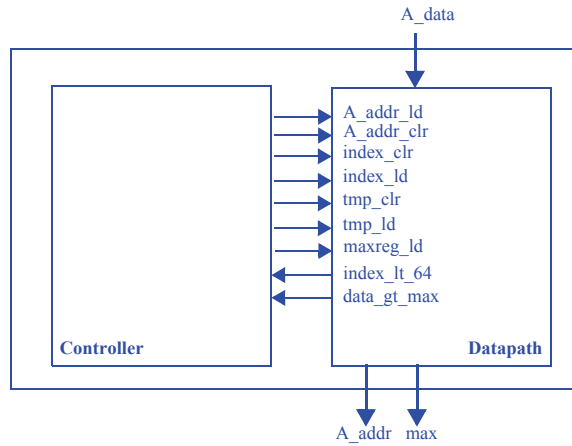 A_data
A_addr_ld
A_addr_clr
index_clr
index_ld
tmp_clr
tmp_ld
maxreg_ld
index_lt_64
data_gt_max
Controller
Datapath
A_addr max